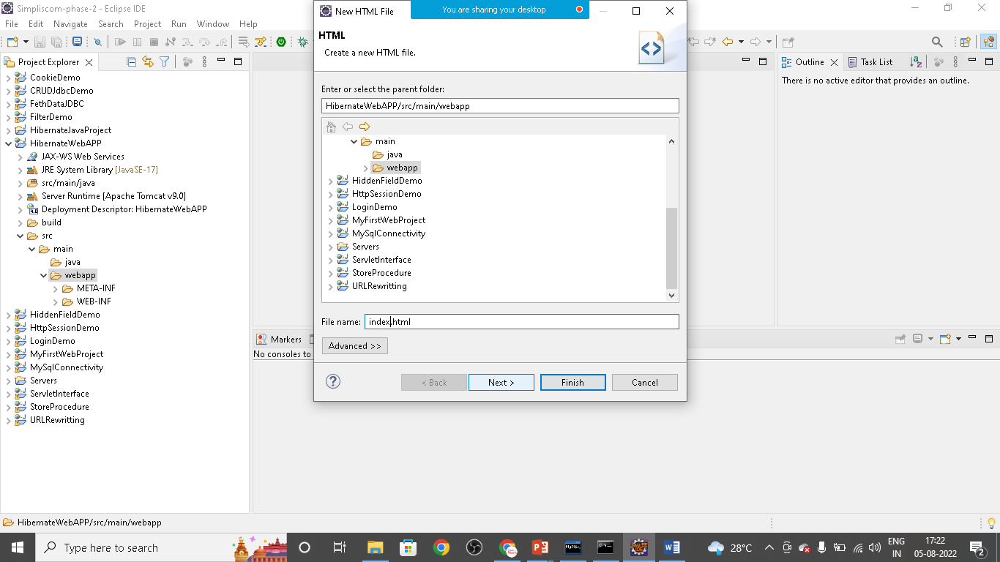 Simpliscom-phase-2 - Eclipse IDE
File Edit Navigate Search Project Run Window Help
Project Explorer
CookieDemo
CRUDJdbcDemo
FethDataJDBC
FilterDemo
HibernateJavaProject
HibernateWebAPP
JAX-WS Web Services
JRE System Library [JavaSE-17]
src/main/java
Server Runtime [Apache Tomcat v9.0]
Deployment Descriptor: HibernateWebAPP
build
src
main
java
webapp
META-INF
WEB-INF
HiddenFieldDemo
HttpSessionDemo
LoginDemo
MyFirstWebProject
MySqlConnectivity
Servers
ServletInterface
StoreProcedure
URLRewritting
New HTML File
You are sharing your desktop
HTML
Create a new HTML file.
Enter or select the parent folder:
HibernateWebAPP/src/main/webapp
main
java
webapp
HiddenFieldDemo
HttpSessionDemo
LoginDemo
MyFirstWebProject
MySqlConnectivity
Servers
ServletInterface
StoreProcedure
URLRewritting
File name: index.html
Advanced >>
< Back Next > Finish Cancel
Outline Task List
There is no active editor that provides an outline.
Markers
No consoles to
HibernateWebAPP/src/main/webapp
Type here to search
28°C
ENG
IN
17:22
05-08-2022
2